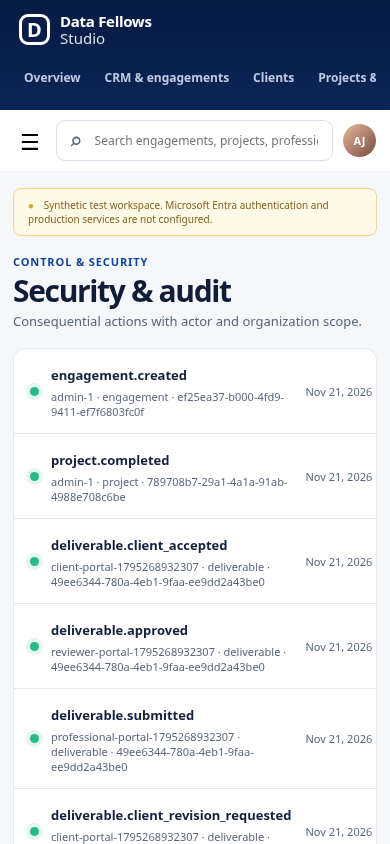 D
Data Fellows
Studio
Overview CRM & engagements Clients Projects &
☰ Search engagements, projects, professi AJ
● Synthetic test workspace. Microsoft Entra authentication and
production services are not configured.
CONTROL & SECURITY
Security & audit
Consequential actions with actor and organization scope.
engagement.created
admin-1 · engagement · ef25ea37-b000-4fd9-
9411-ef7f6803fc0f
Nov 21, 2026
project.completed
admin-1 · project · 789708b7-29a1-4a1a-91ab-
4988e708c6be
Nov 21, 2026
deliverable.client_accepted
client-portal-1795268932307 · deliverable ·
49ee6344-780a-4eb1-9faa-ee9dd2a43be0
Nov 21, 2026
deliverable.approved
reviewer-portal-1795268932307 · deliverable ·
49ee6344-780a-4eb1-9faa-ee9dd2a43be0
Nov 21, 2026
deliverable.submitted
professional-portal-1795268932307 ·
deliverable · 49ee6344-780a-4eb1-9faa-
ee9dd2a43be0
Nov 21, 2026
deliverable.client_revision_requested
client-portal-1795268932307 · deliverable ·
Nov 21, 2026